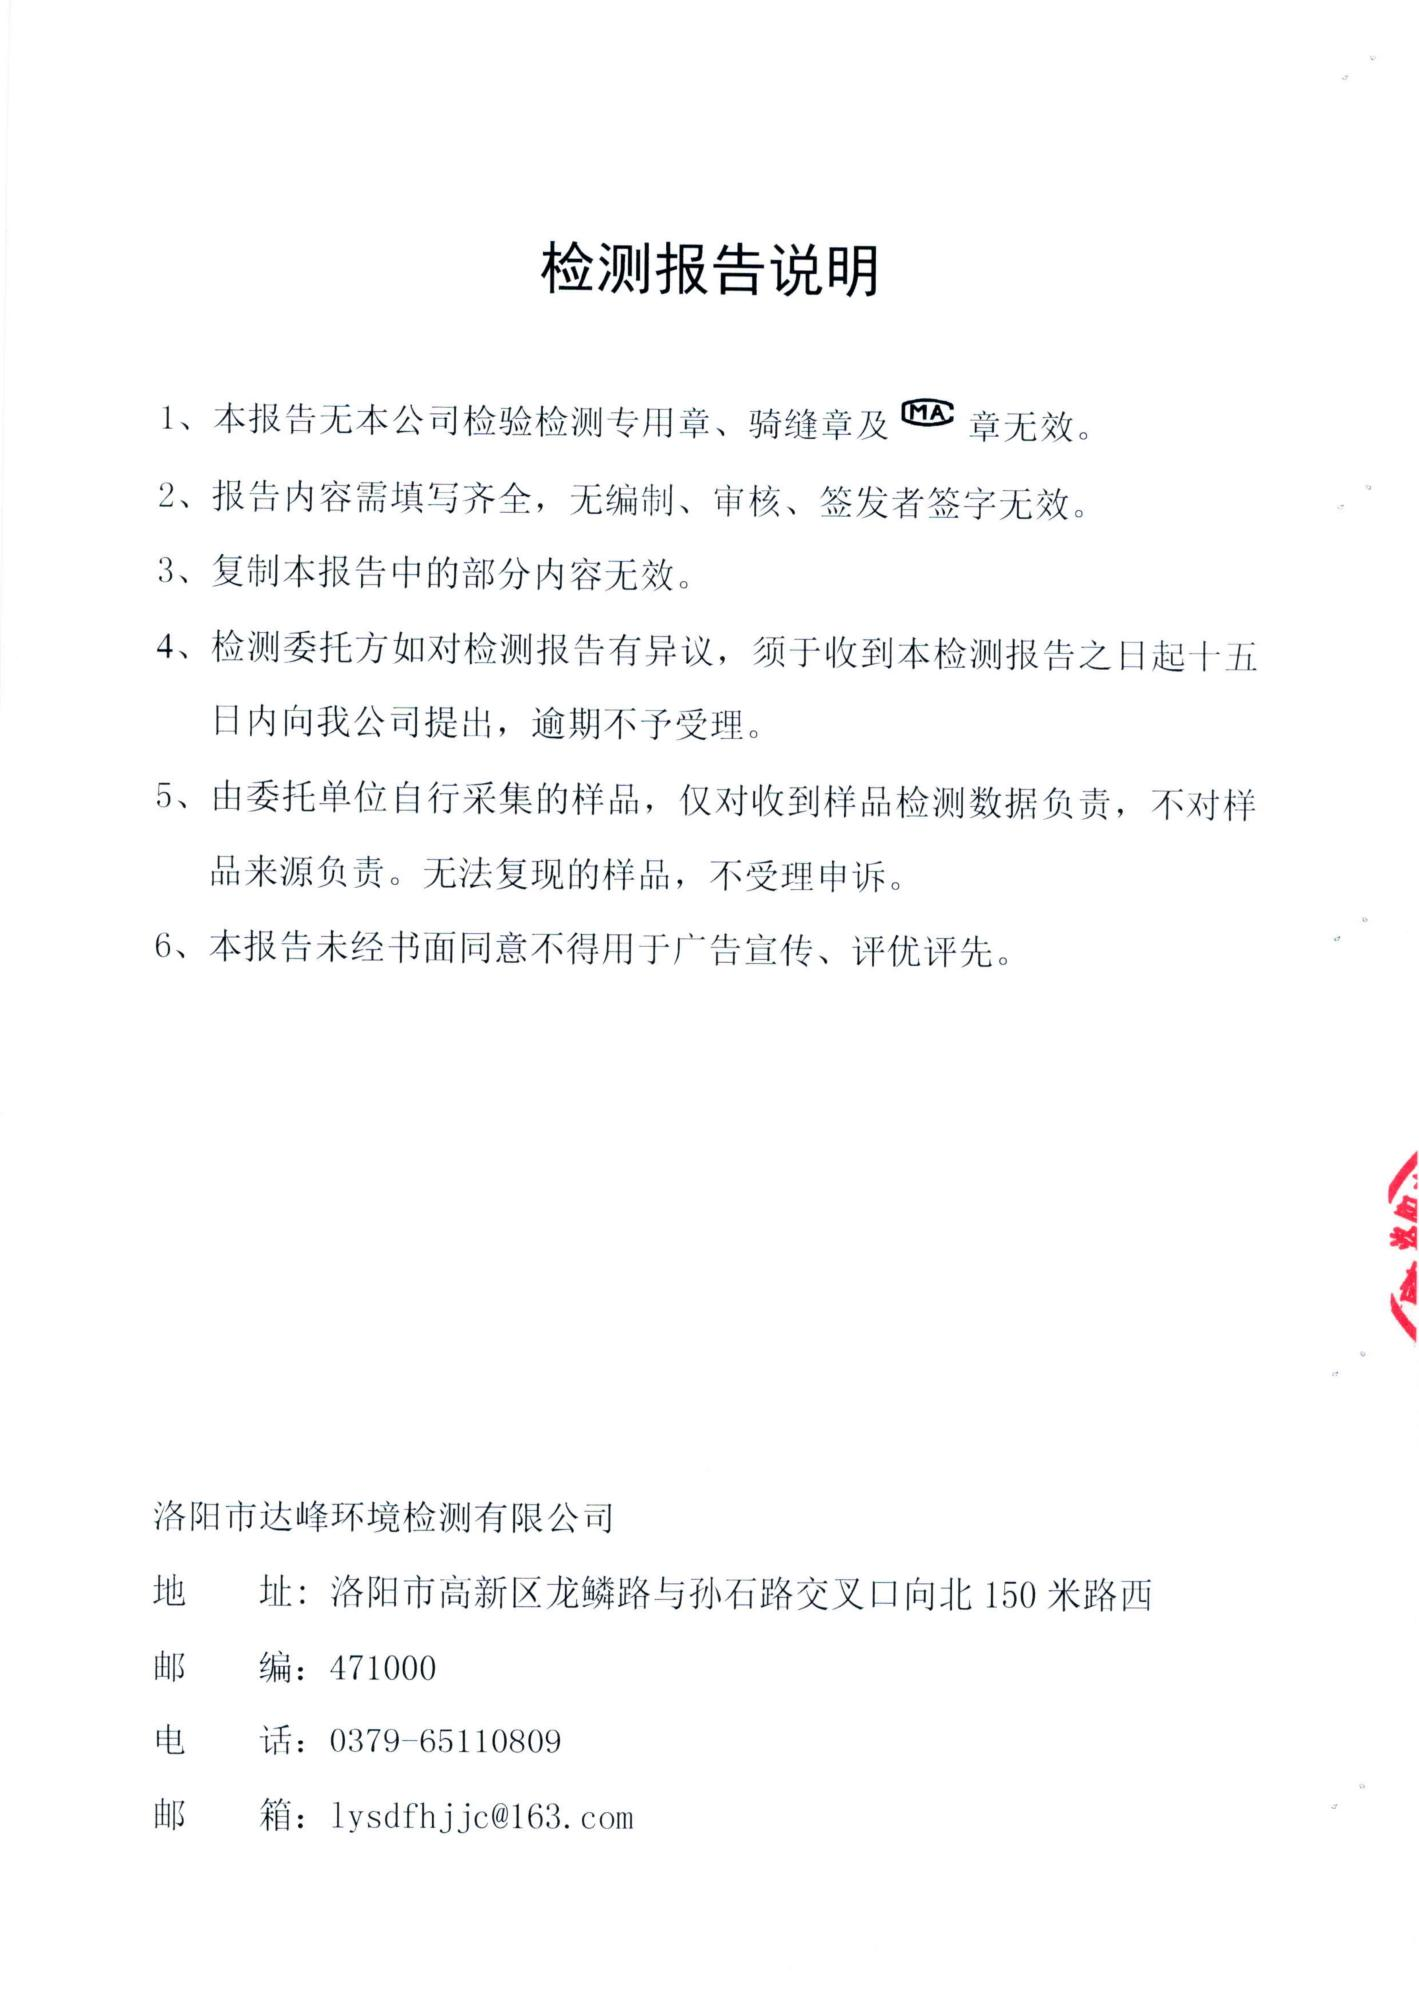 检测报告说明
1、本报告无本公司检验检测专用章、骑缝章及 MA 章无效。
2、报告内容需填写齐全，无编制、审核、签发者签字无效。
3、复制本报告中的部分内容无效。
4、检测委托方如对检测报告有异议，须于收到本检测报告之日起十五
日内向我公司提出，逾期不予受理。
5、由委托单位自行采集的样品，仅对收到样品检测数据负责，不对样
品来源负责。无法复现的样品，不受理申诉。
6、本报告未经书面同意不得用于广告宣传、评优评先。
洛阳市达峰环境检测有限公司
地 址：洛阳市高新区龙鳞路与孙石路交叉口向北 150 米路西
邮 编：471000
电 话：0379-65110809
邮 箱：lysdfhjjc@163.com